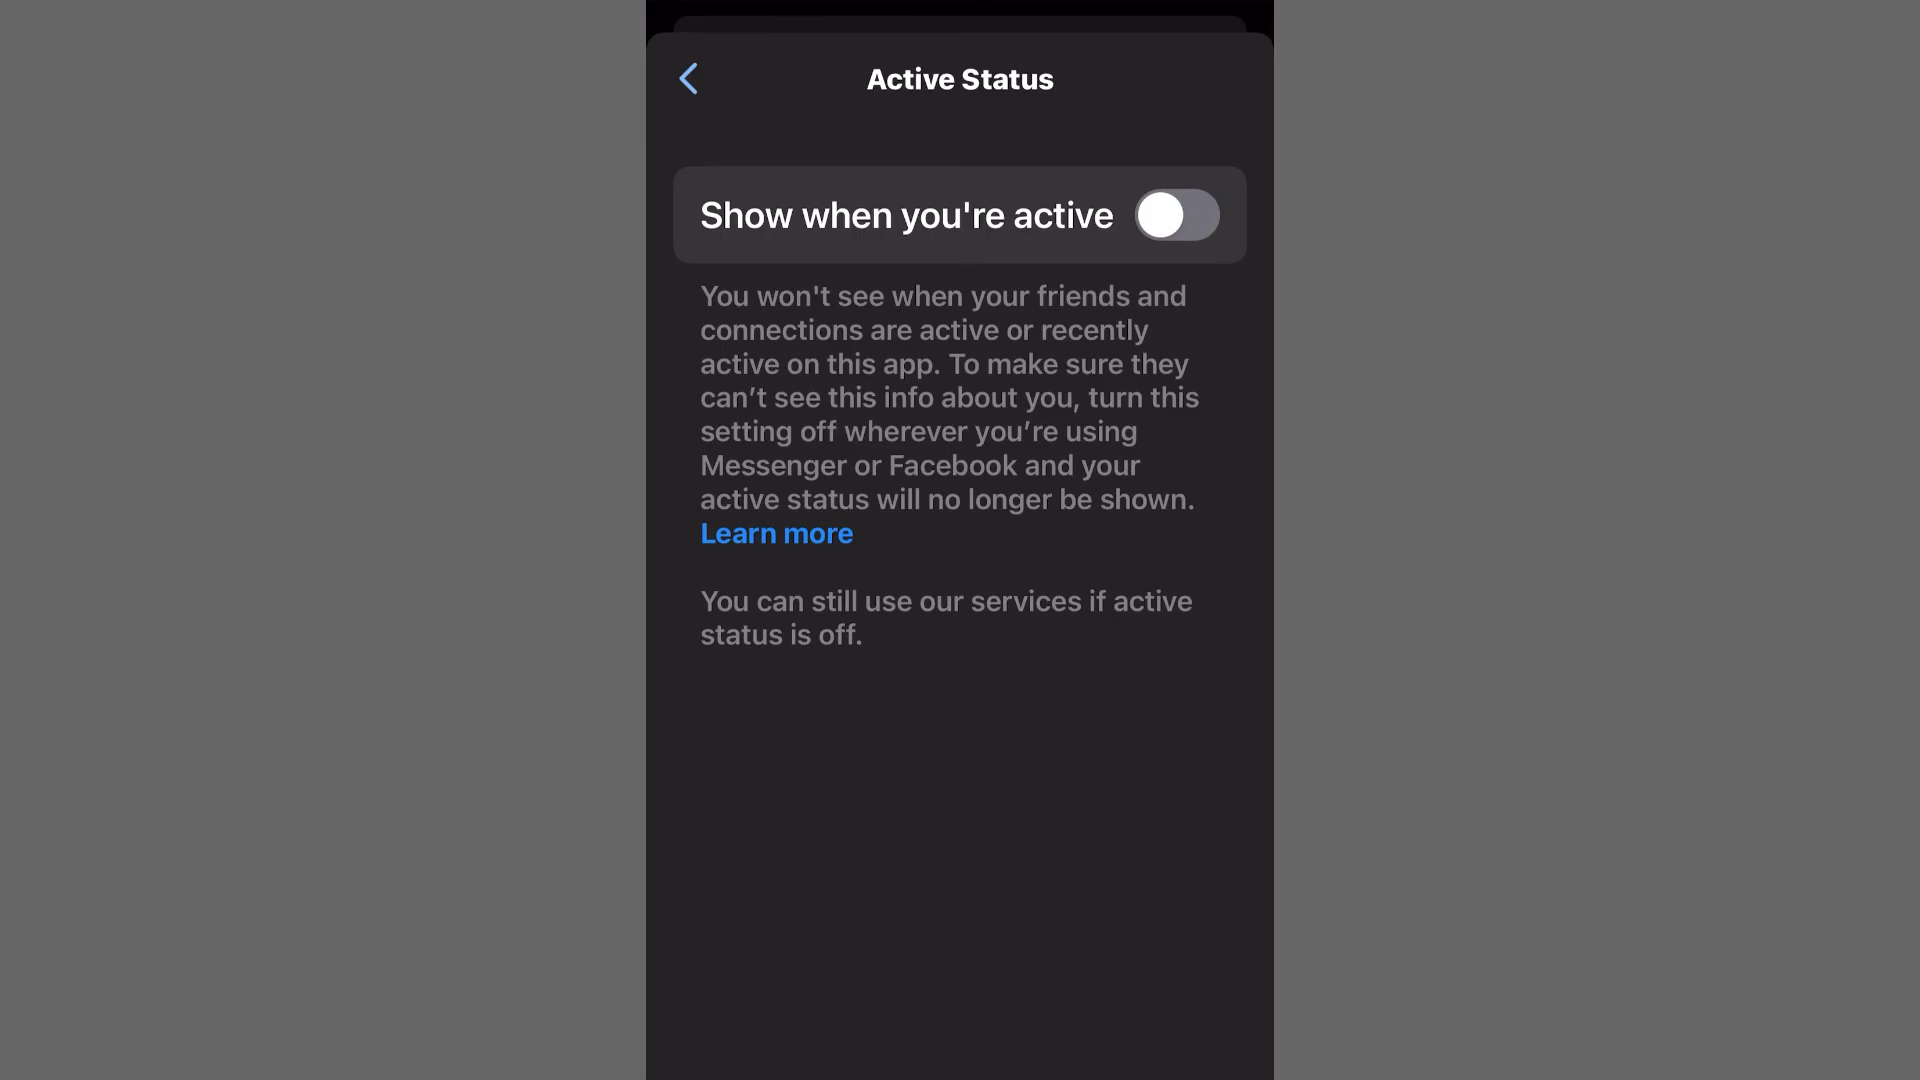 Active Status
Show when you're active
You won't see when your friends and
connections are active or recently
active on this app. To make sure they
can’t see this info about you, turn this
setting off wherever you’re using
Messenger or Facebook and your
active status will no longer be shown.
Learn more
You can still use our services if active
status is off.